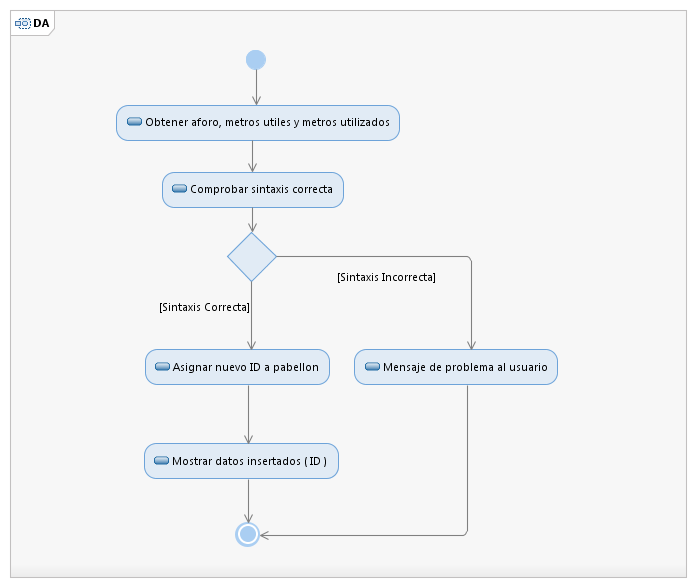 DA
Obtener aforo, metros utiles y metros utilizados
Comprobar sintaxis correcta
[Sintaxis Incorrecta]
[Sintaxis Correcta]
Asignar nuevo ID a pabellon
Mensaje de problema al usuario
Mostrar datos insertados ( ID )